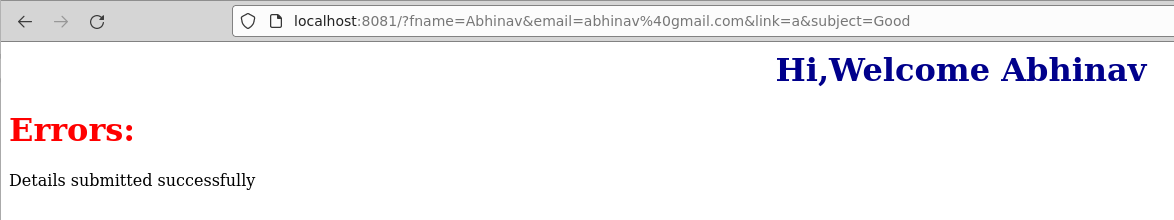 localhost:8081/?fname=Abhinav&email=abhinav%40gmail.com&link=a&subject=Good
Hi,Welcome Abhinav
Errors:
Details submitted successfully